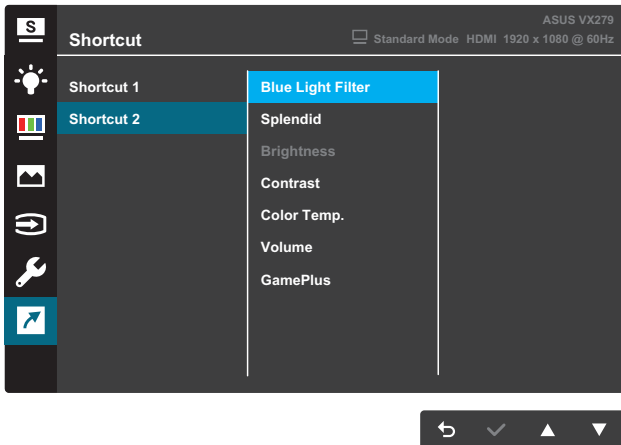 S
ASUS VX279
Shortcut
Standard Mode HDMI 1920 x 1080 @ 60Hz
Shortcut 1
Shortcut 2
Blue Light Filter
Splendid
Brightness
Contrast
Color Temp.
Volume
GamePlus